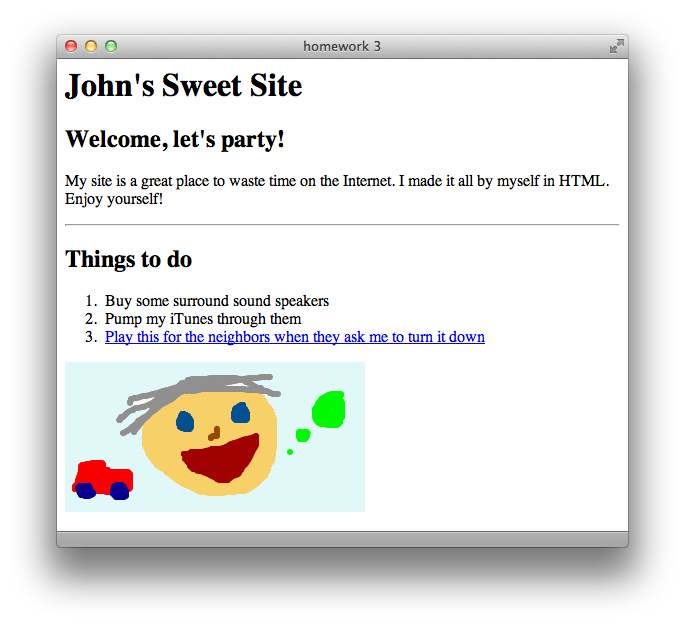 homework 3
John's Sweet Site
Welcome, let's party!
My site is a great place to waste time on the Internet. I made it all by myself in HTML.
Enjoy yourself!
Things to do
1. Buy some surround sound speakers
2. Pump my iTunes through them
3. Play this for the neighbors when they ask me to turn it down